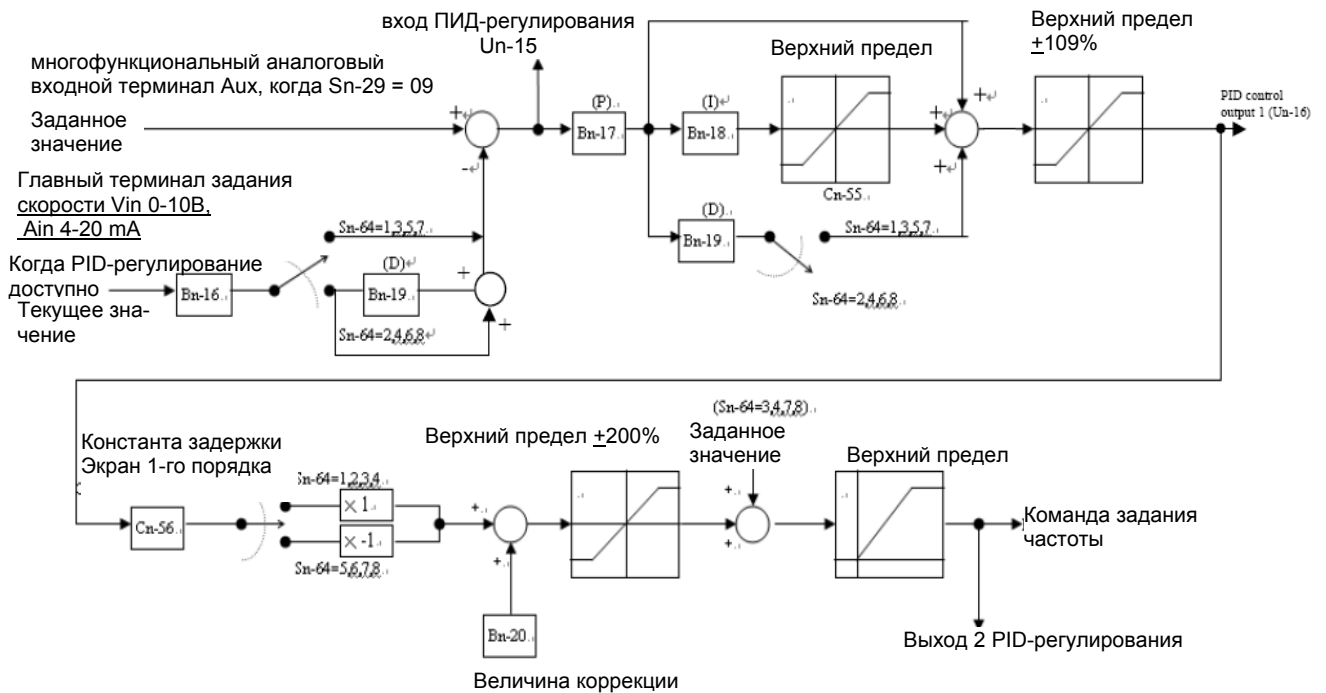 вход ПИД-регулирования
Un-15
Верхний предел
±109%
Верхний предел
многофункциональный аналоговый
входной терминал Aux, когда Sn-29 = 09
Заданное
значение
+
-
(P)
Bn-17
(I)
Bn-18
Cn-55
+
+
+
PID control
output 1 (Un-16)
(D)
Bn-19
Sn-64=1,3,5,7
Sn-64=2,4,6,8
Главный терминал задания
скорости Vin 0-10В,
Ain 4-20 mA
Когда PID-регулирование
доступно
Текущее зна-
чение
Bn-16
Sn-64=1,3,5,7
(D)
Bn-19
+
+
Sn-64=2,4,6,8
Константа задержки
Экран 1-го порядка
Cn-56
Sn-64=1,2,3,4
× 1
× -1
Sn-64=5,6,7,8
+
+
Bn-20
Величина коррекции
Верхний предел ±200%
(Sn-64=3,4,7,8)
Заданное
значение
+
+
Верхний предел
Команда задания
частоты
Выход 2 PID-регулирования